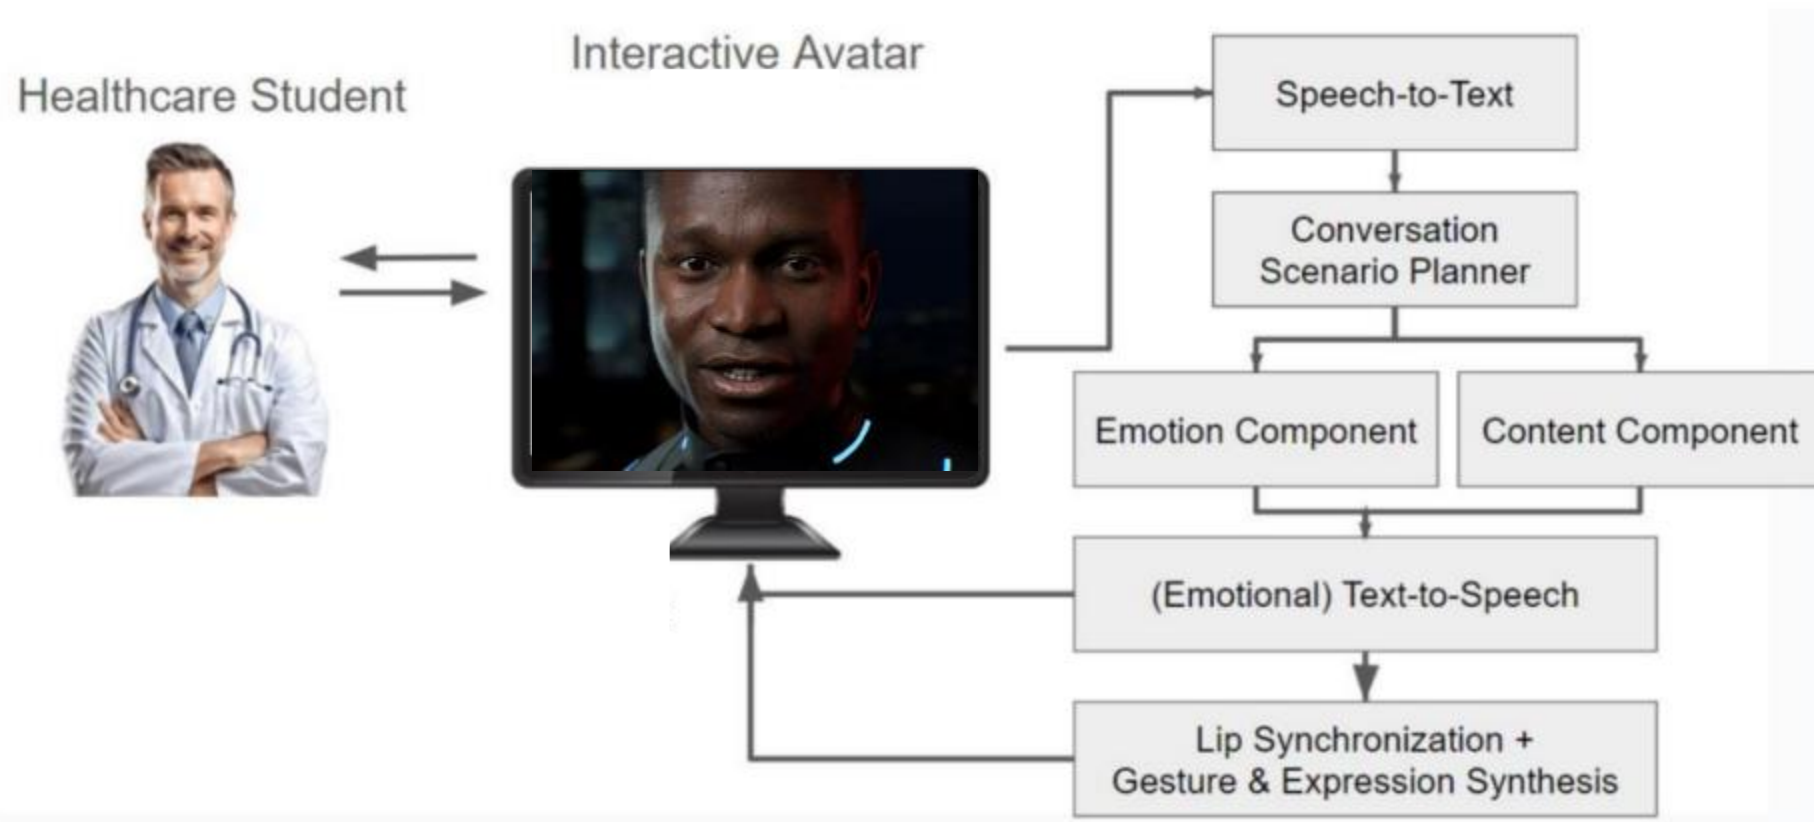 Interactive Avatar
Healthcare Student
Speech-to-Text
Conversation
Scenario Planner
Emotion Component
Content Component
(Emotional) Text-to-Speech
Lip Synchronization +
Gesture & Expression Synthesis